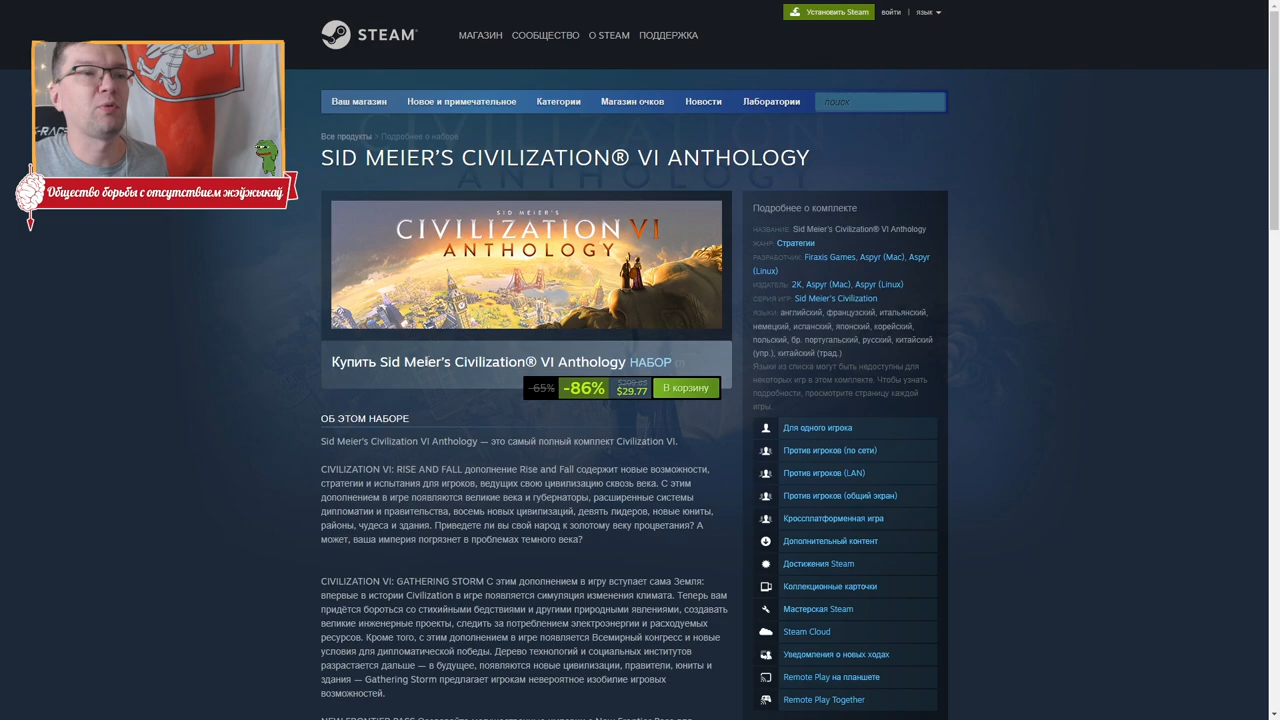 Установить Steam
войти | язык
STEAM®
МАГАЗИН СООБЩЕСТВО О STEAM ПОДДЕРЖКА
Ваш магазин Новое и примечательное Категории Магазин очков Новости Лаборатории поиск
Все продукты > Подробнее о наборе
SID MEIER’S CIVILIZATION® VI ANTHOLOGY
Общество борьбы с отсутствием жэўжыкаў
SID MEIER'S
CIVILIZATION VI
ANTHOLOGY
Купить Sid Meier’s Civilization® VI Anthology НАБОР (?)
-65% -86% $29.77 В корзину
ОБ ЭТОМ НАБОРЕ
Sid Meier's Civilization VI Anthology — это самый полный комплект Civilization VI.
CIVILIZATION VI: RISE AND FALL дополнение Rise and Fall содержит новые возможности,
стратегии и испытания для игроков, ведущих свою цивилизацию сквозь века. С этим
дополнением в игре появляются великие века и губернаторы, расширенные системы
дипломатии и правительства, восемь новых цивилизаций, девять лидеров, новые юниты,
районы, чудеса и здания. Приведете ли вы свой народ к золотому веку процветания? А
может, ваша империя погрязнет в проблемах темного века?
CIVILIZATION VI: GATHERING STORM С этим дополнением в игру вступает сама Земля:
впервые в истории Civilization в игре появляется симуляция изменения климата. Теперь вам
придётся бороться со стихийными бедствиями и другими природными явлениями, создавать
великие инженерные проекты, следить за потреблением электроэнергии и расходуемых
ресурсов. Кроме того, с этим дополнением в игре появляется Всемирный конгресс и новые
условия для дипломатической победы. Дерево технологий и социальных институтов
разрастается дальше — в будущее, появляются новые цивилизации, правители, юниты и
здания — Gathering Storm предлагает игрокам невероятное изобилие игровых
возможностей.
Подробнее о комплекте
НАЗВАНИЕ: Sid Meier’s Civilization® VI Anthology
ЖАНР: Стратегии
РАЗРАБОТЧИК: Firaxis Games, Aspyr (Mac), Aspyr
(Linux)
ИЗДАТЕЛЬ: 2K, Aspyr (Mac), Aspyr (Linux)
СЕРИЯ ИГР: Sid Meier's Civilization
ЯЗЫКИ: английский, французский, итальянский,
немецкий, испанский, японский, корейский,
польский, бр. португальский, русский, китайский
(упр.), китайский (трад.)
Языки из списка могут быть недоступны для
некоторых игр в этом комплекте. Чтобы узнать
подробности, просмотрите страницу каждой
игры.
Для одного игрока
Против игроков (по сети)
Против игроков (LAN)
Против игроков (общий экран)
Кроссплатформенная игра
Дополнительный контент
Достижения Steam
Коллекционные карточки
Мастерская Steam
Steam Cloud
Уведомления о новых ходах
Remote Play на планшете
Remote Play Together